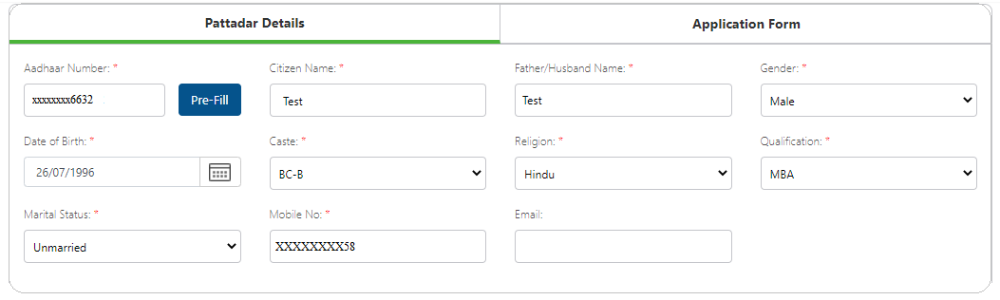 Pattadar Details Application Form
Aadhaar Number: * Citizen Name: * Father/Husband Name: * Gender: *
xxxxxxxx6632 Pre-Fill Test Test Male
Date of Birth: * Caste: * Religion: * Qualification: *
26/07/1996 BC-B Hindu MBA
Marital Status: * Mobile No: * Email:
Unmarried XXXXXXXX58